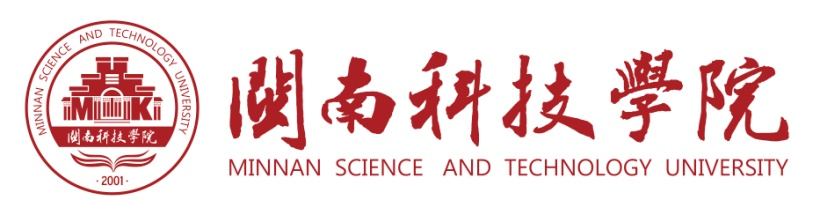 MINNAN SCIENCE AND TECHNOLOGY UNIVERSITY
MK
閩南科技學院
·2001·
閩南科技學院
MINNAN SCIENCE AND TECHNOLOGY UNIVERSITY